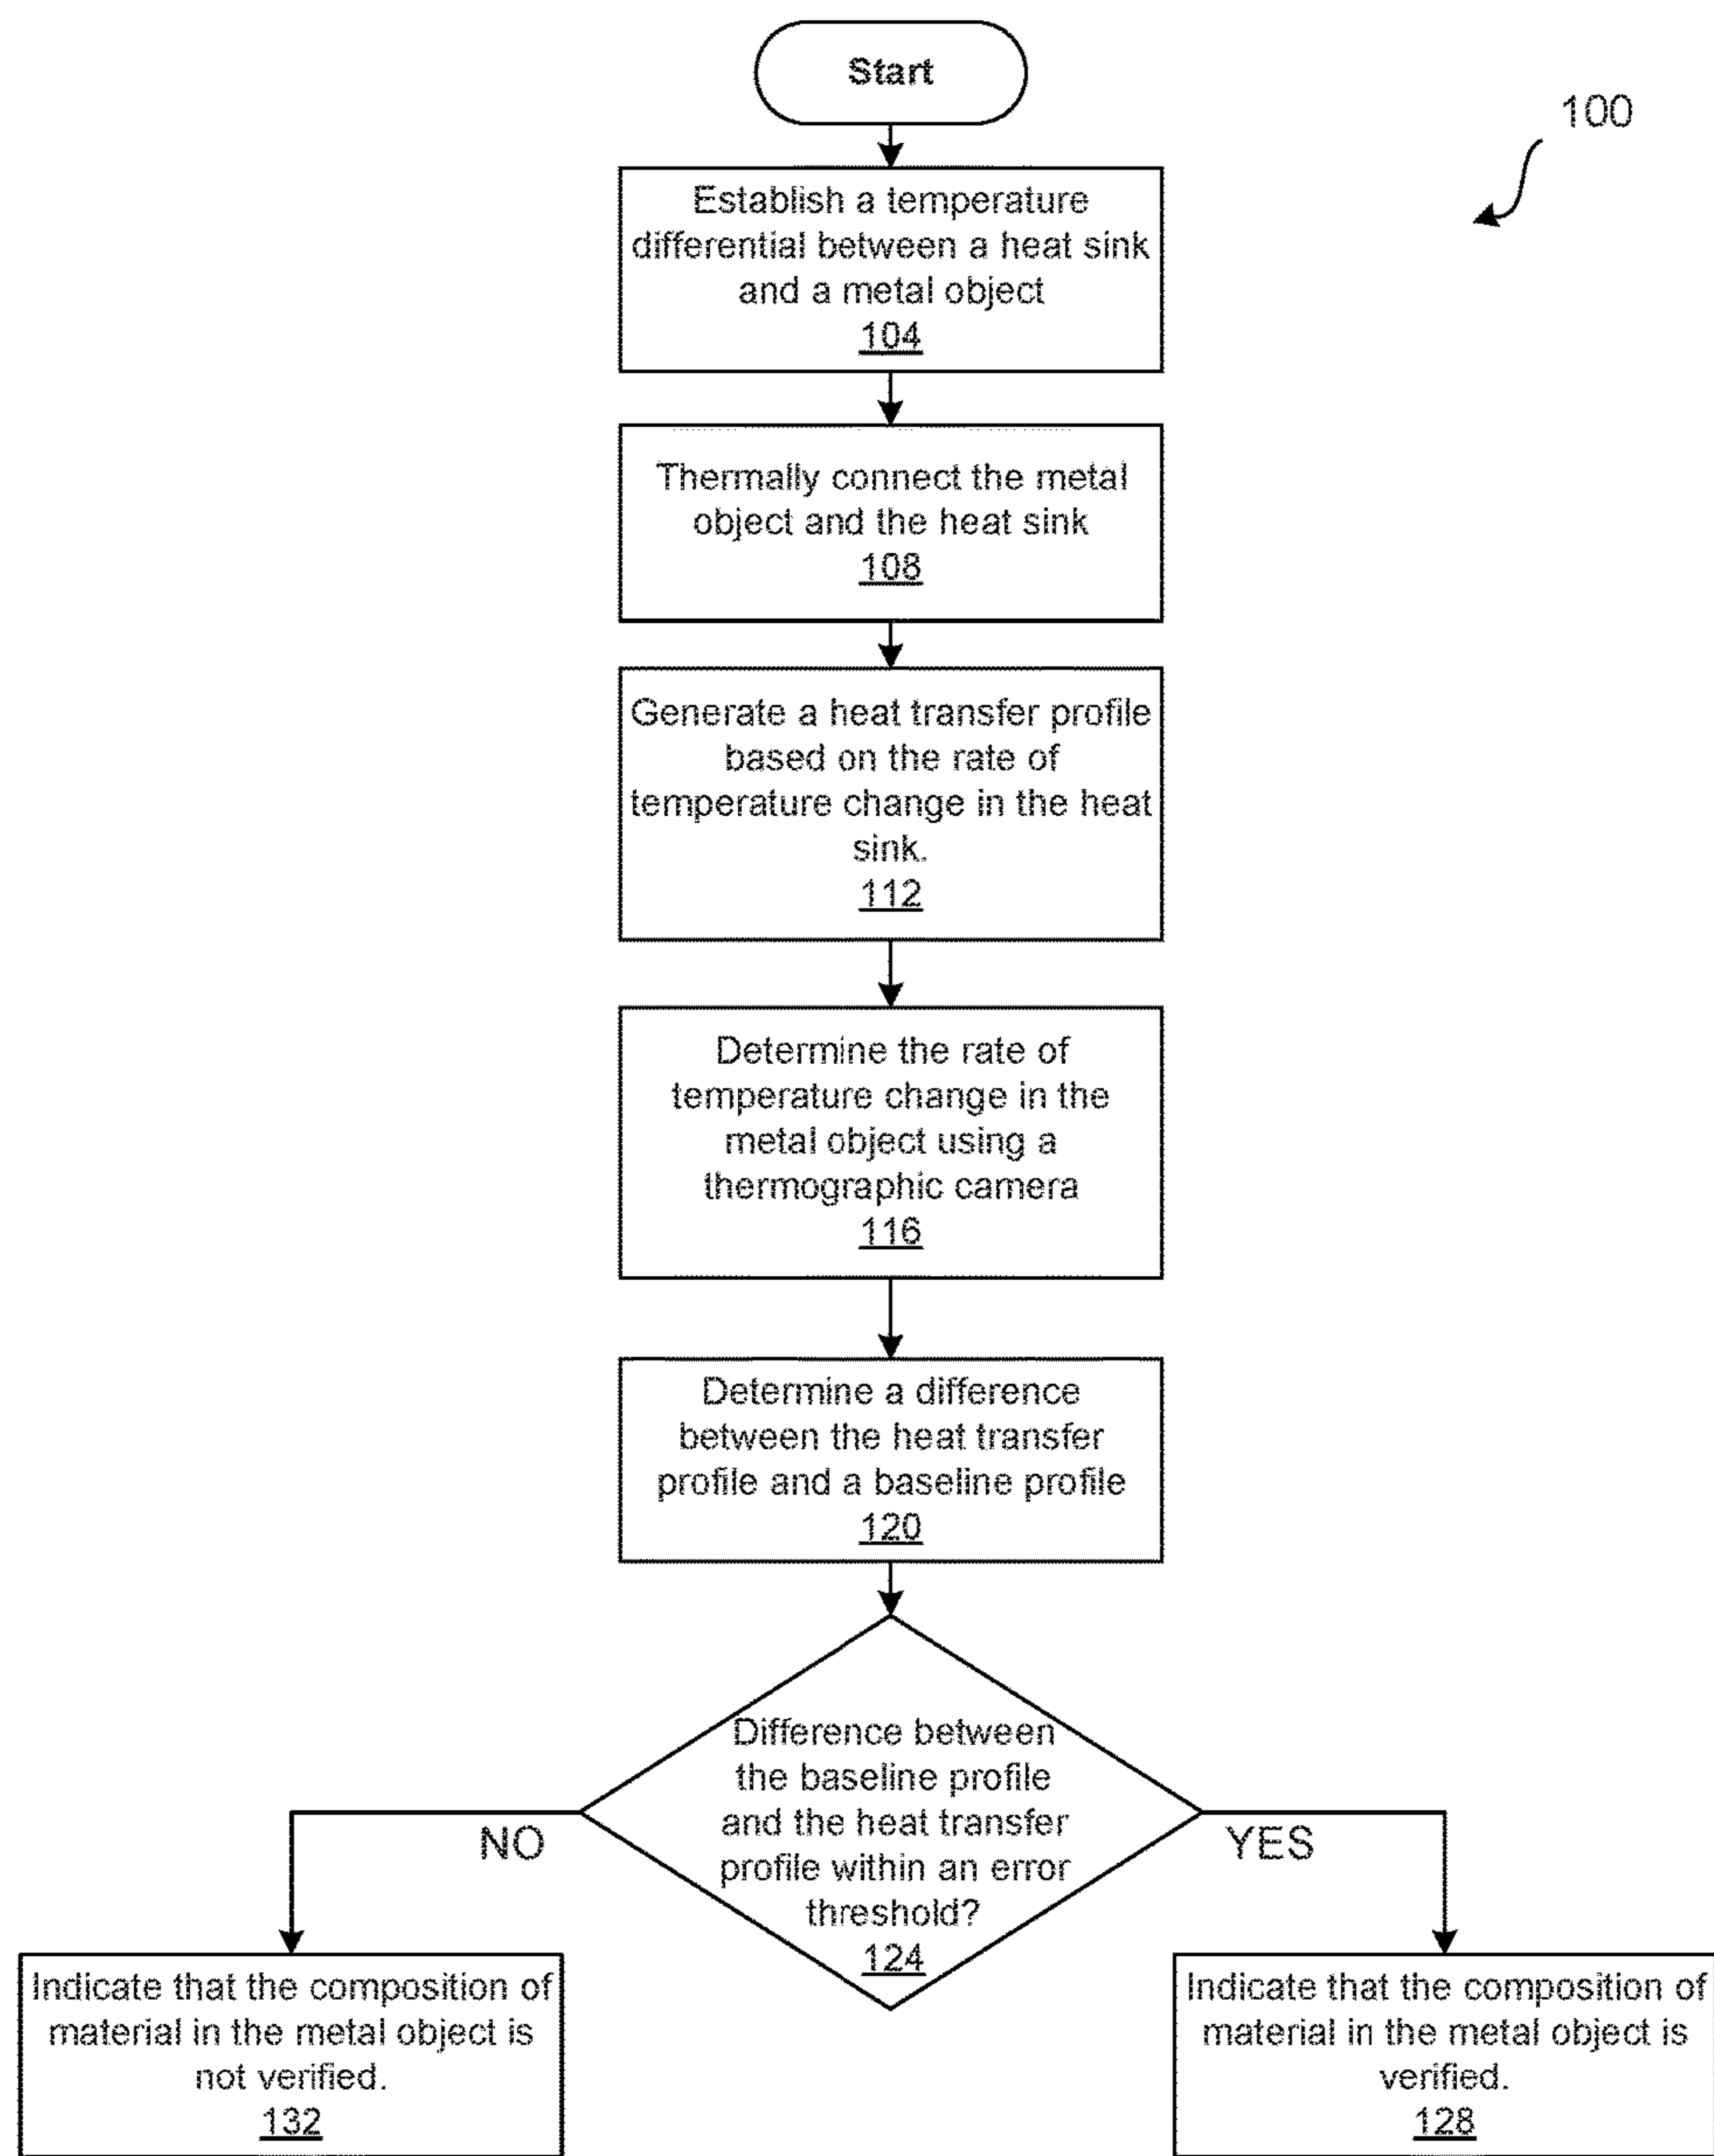 Start
100
Establish a temperature
differential between a heat sink
and a metal object
104
Thermally connect the metal
object and the heat sink
108
Generate a heat transfer profile
based on the rate of
temperature change in the heat
sink.
112
Determine the rate of
temperature change in the
metal object using a
thermographic camera
116
Determine a difference
between the heat transfer
profile and a baseline profile
120
Difference between
the baseline profile
and the heat transfer
profile within an error
threshold?
124
NO
YES
Indicate that the composition of
material in the metal object is
not verified.
132
Indicate that the composition of
material in the metal object is
verified.
128